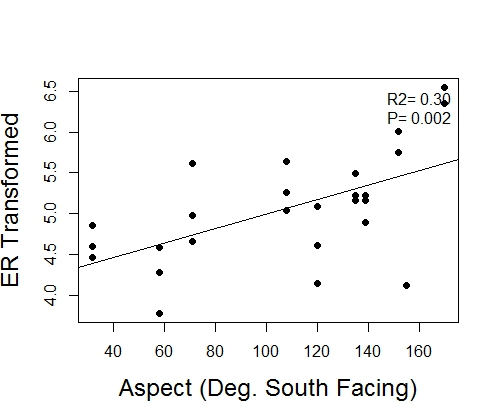 R2= 0.30
P= 0.002
6.5
6.0
5.5
5.0
4.5
4.0
ER Transformed
40 60 80 100 120 140 160
Aspect (Deg. South Facing)